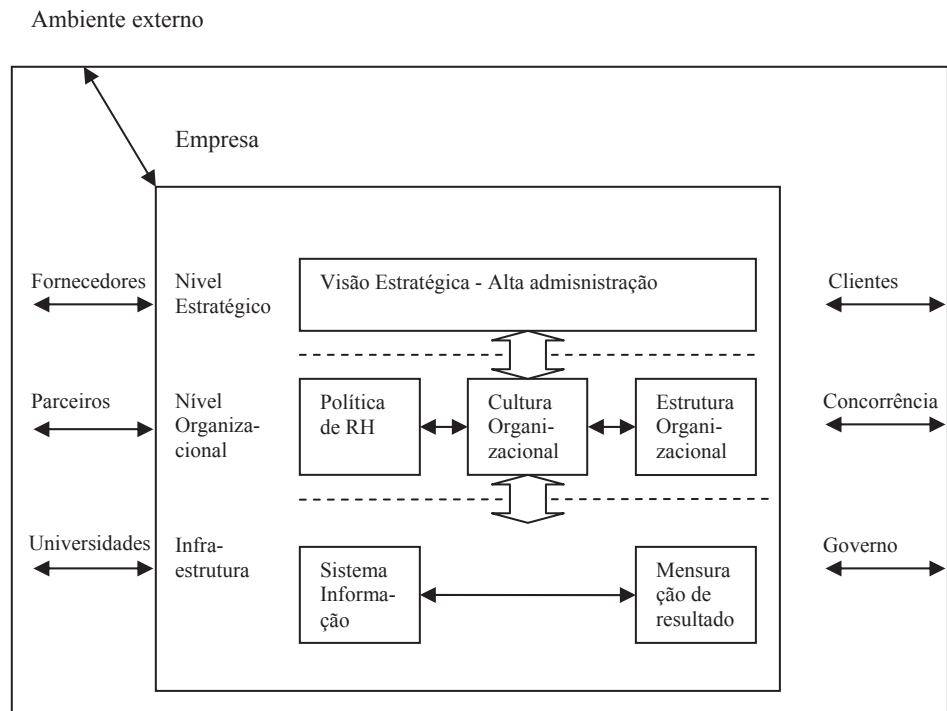 Ambiente externo
Empresa
Fornecedores
Nivel
Estratégico
Visão Estratégica - Alta admisnistração
Clientes
Parceiros
Nível
Organiza-
cional
Política
de RH
Cultura
Organi-
zacional
Estrutura
Organi-
zacional
Concorrência
Universidades
Infra-
estrutura
Sistema
Informa-
ção
Mensura
ção de
resultado
Governo